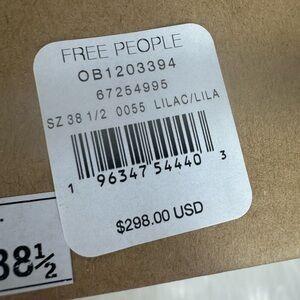 FREE PEOPLE
OB1203394
67254995
SZ 38 1/2 0055 LILAC/LILA
1 96347 54440 3
$298.00 USD
38½